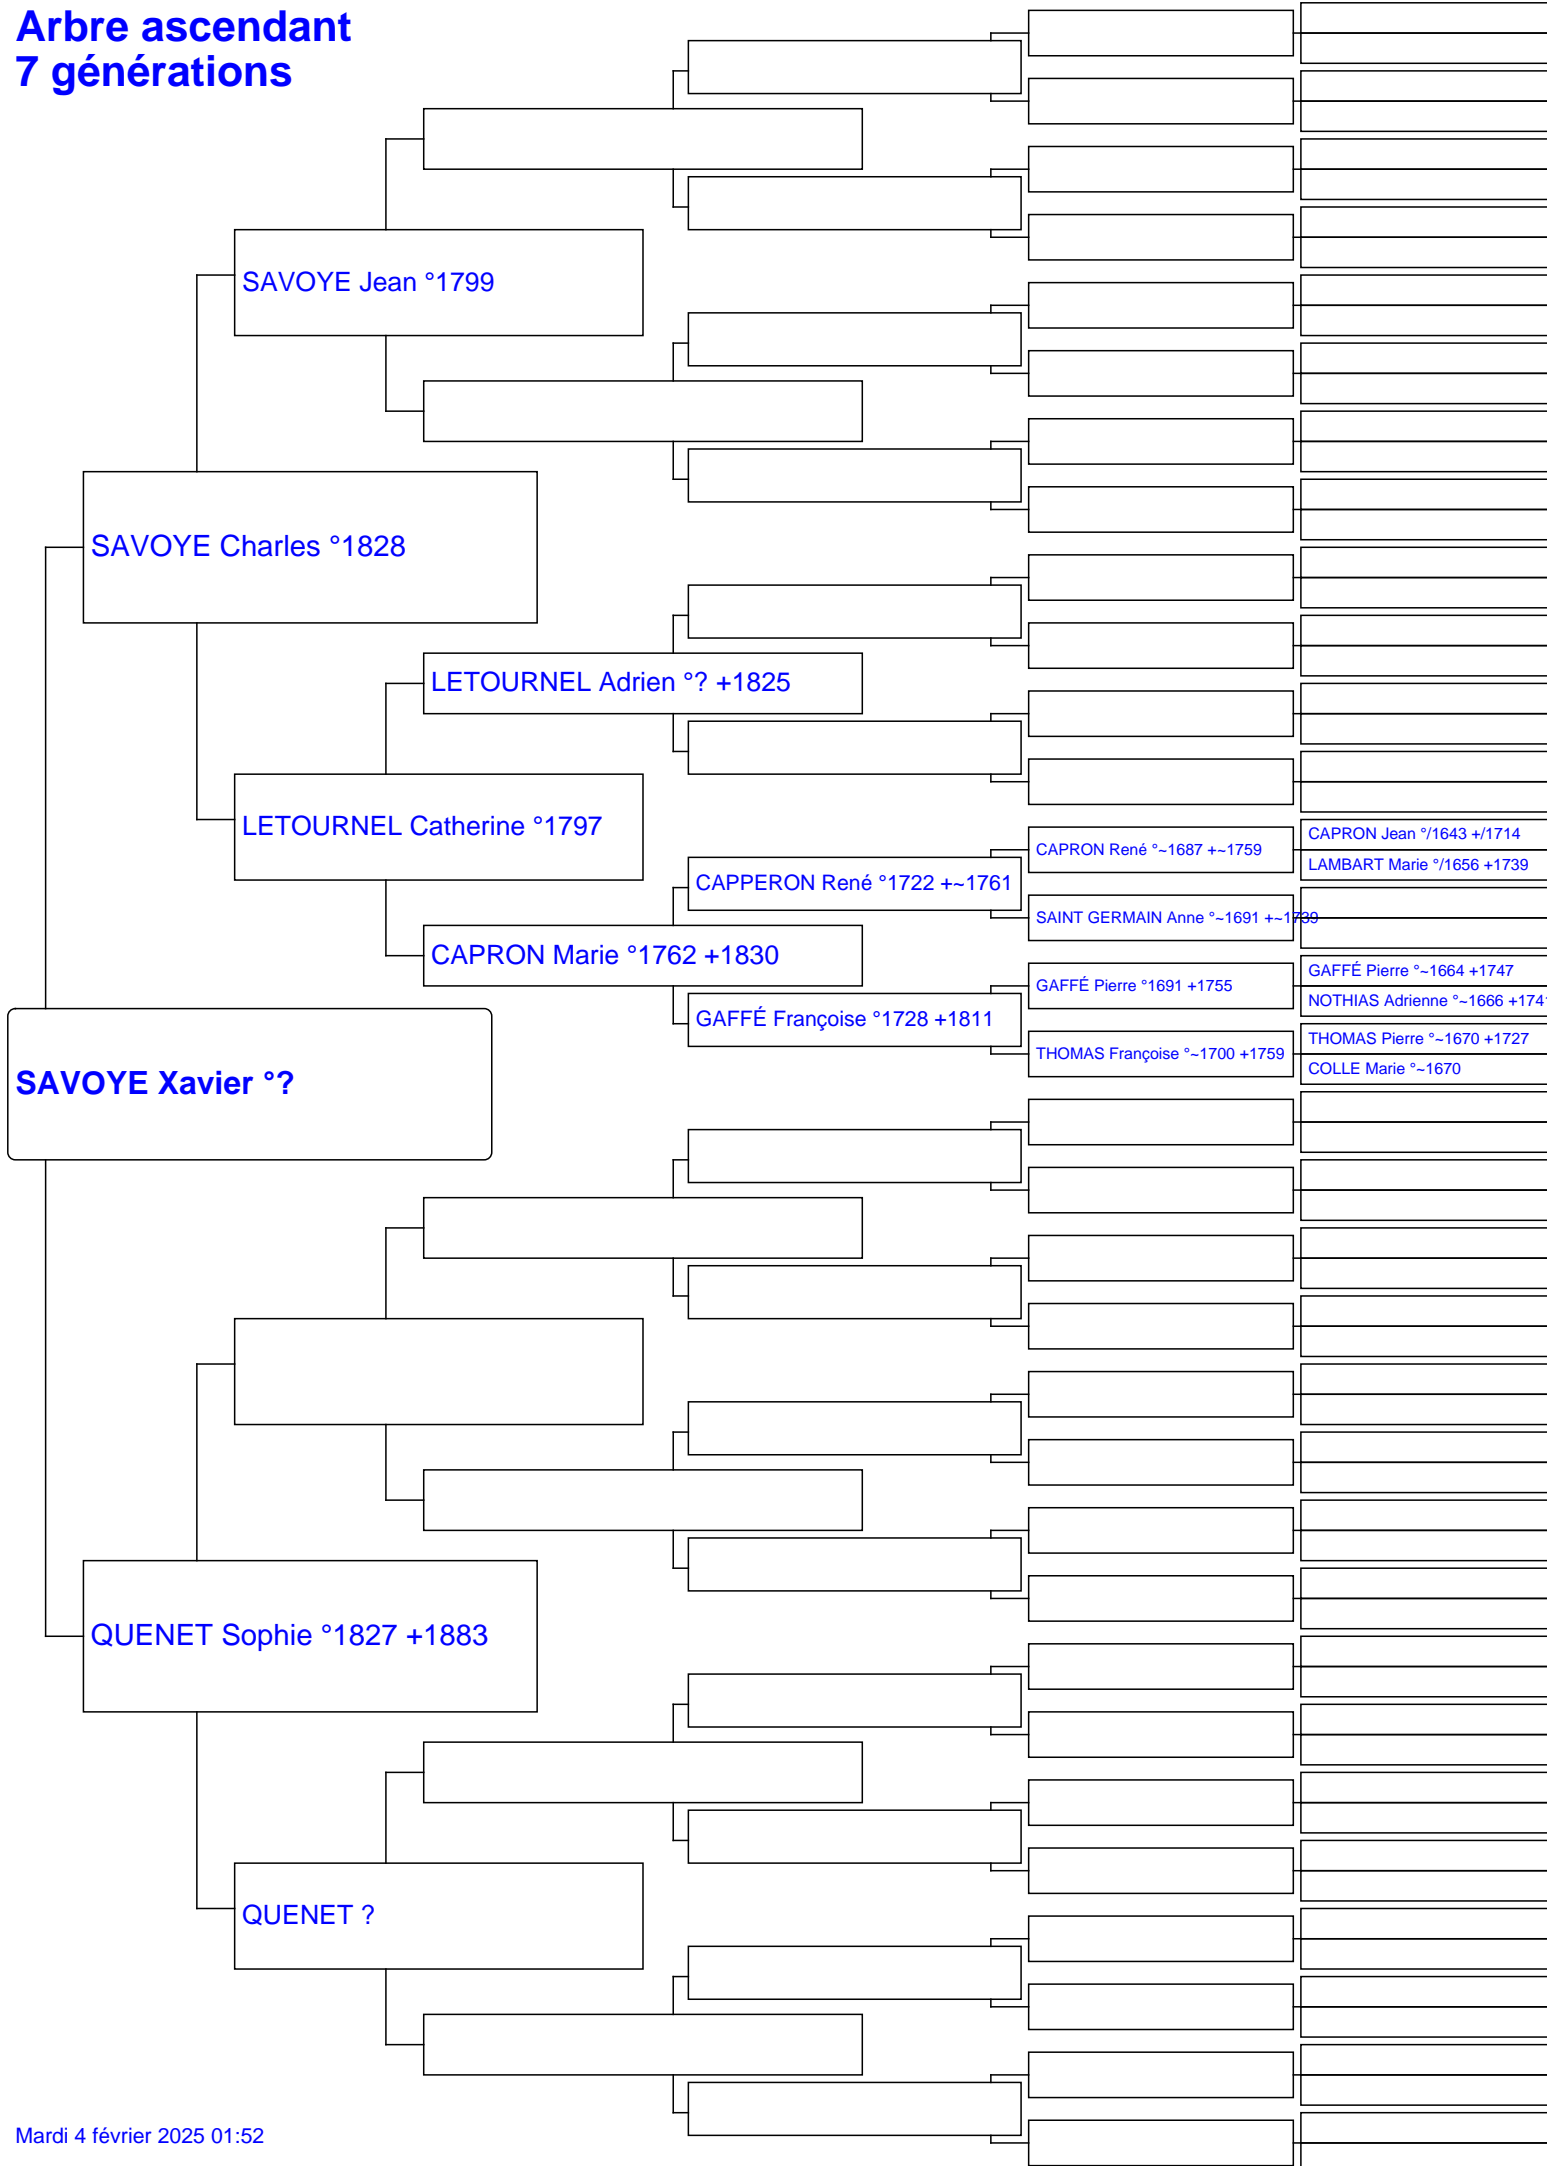 Arbre ascendant
7 générations
SAVOYE Jean °1799
SAVOYE Charles °1828
LETOURNEL Adrien °? +1825
LETOURNEL Catherine °1797
CAPRON Jean °/1643 +/1714
CAPRON René °~1687 +~1759
LAMBART Marie °/1656 +1739
CAPPERON René °1722 +~1761
SAINT GERMAIN Anne °~1691 +~1739
CAPRON Marie °1762 +1830
GAFFÉ Pierre °~1664 +1747
GAFFÉ Pierre °1691 +1755
NOTHIAS Adrienne °~1666 +1741
GAFFÉ Françoise °1728 +1811
THOMAS Pierre °~1670 +1727
THOMAS Françoise °~1700 +1759
COLLE Marie °~1670
SAVOYE Xavier °?
QUENET Sophie °1827 +1883
QUENET ?
Mardi 4 février 2025 01:52